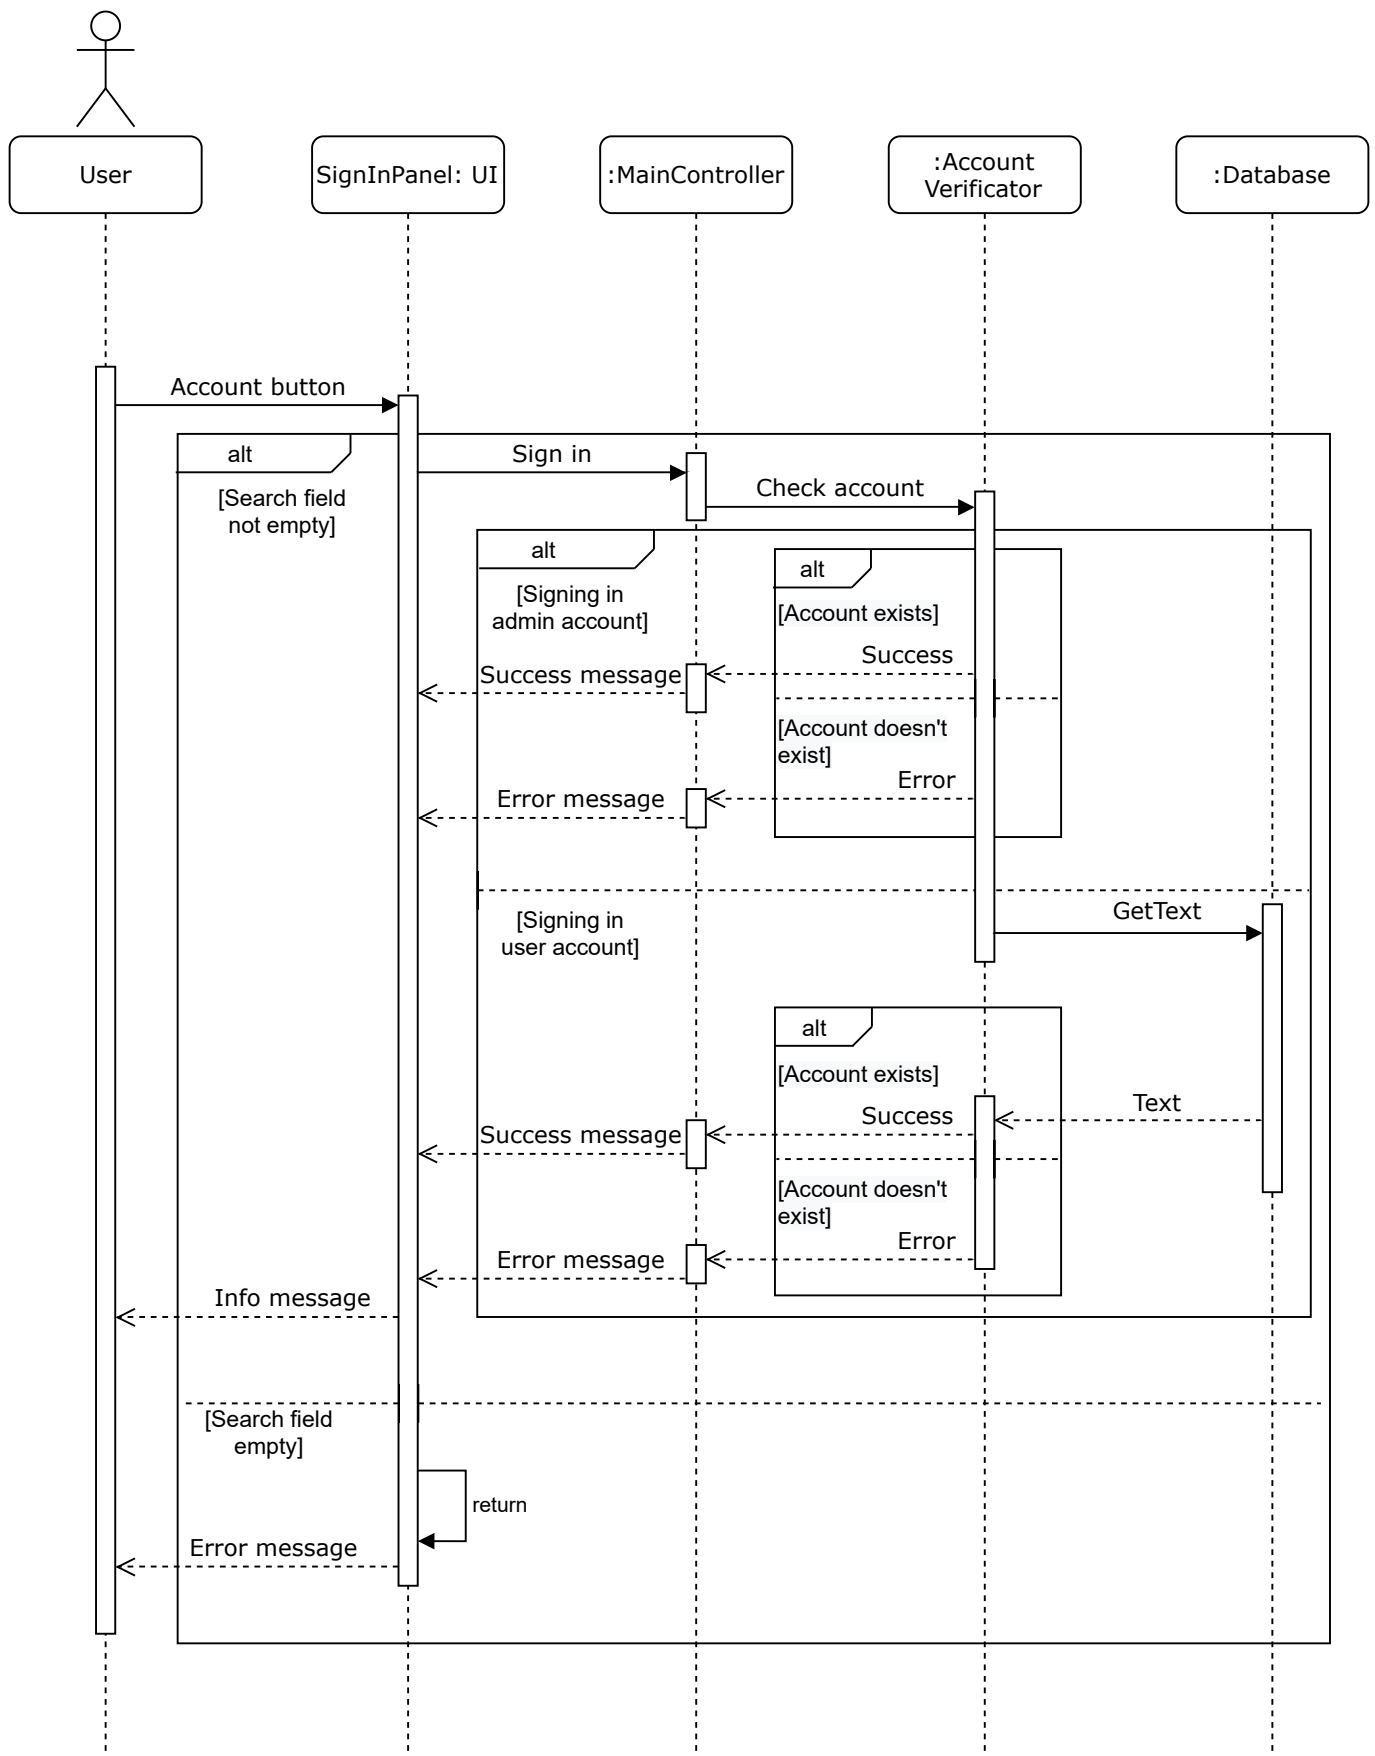 User
SignInPanel: UI
:MainController
:Account
Verificator
:Database
Account button
alt
Sign in
[Search field
not empty]
Check account
alt
alt
[Signing in
admin account]
[Account exists]
Success
Success message
[Account doesn't
exist]
Error
Error message
[Signing in
user account]
GetText
alt
[Account exists]
Text
Success
Success message
[Account doesn't
exist]
Error
Error message
Info message
[Search field
empty]
return
Error message